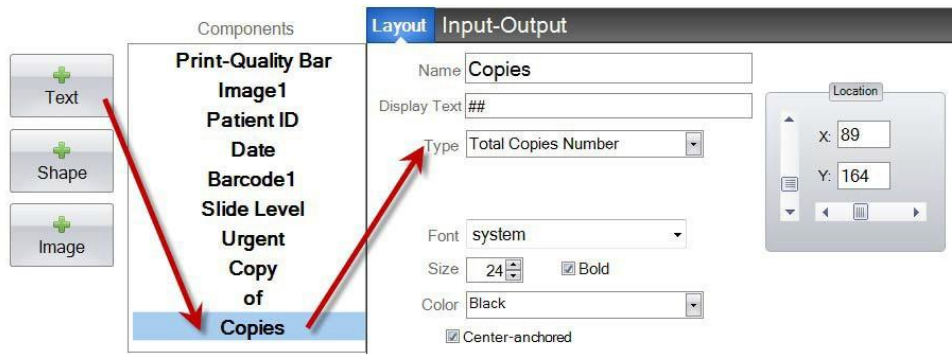 Text
Shape
Image
Components
Print-Quality Bar
Image1
Patient ID
Date
Barcode1
Slide Level
Urgent
Copy
of
Copies
Layout Input-Output
Name Copies
Display Text ##
Type Total Copies Number
Font system
Size 24 Bold
Color Black
Center-anchored
Location
X: 89
Y: 164